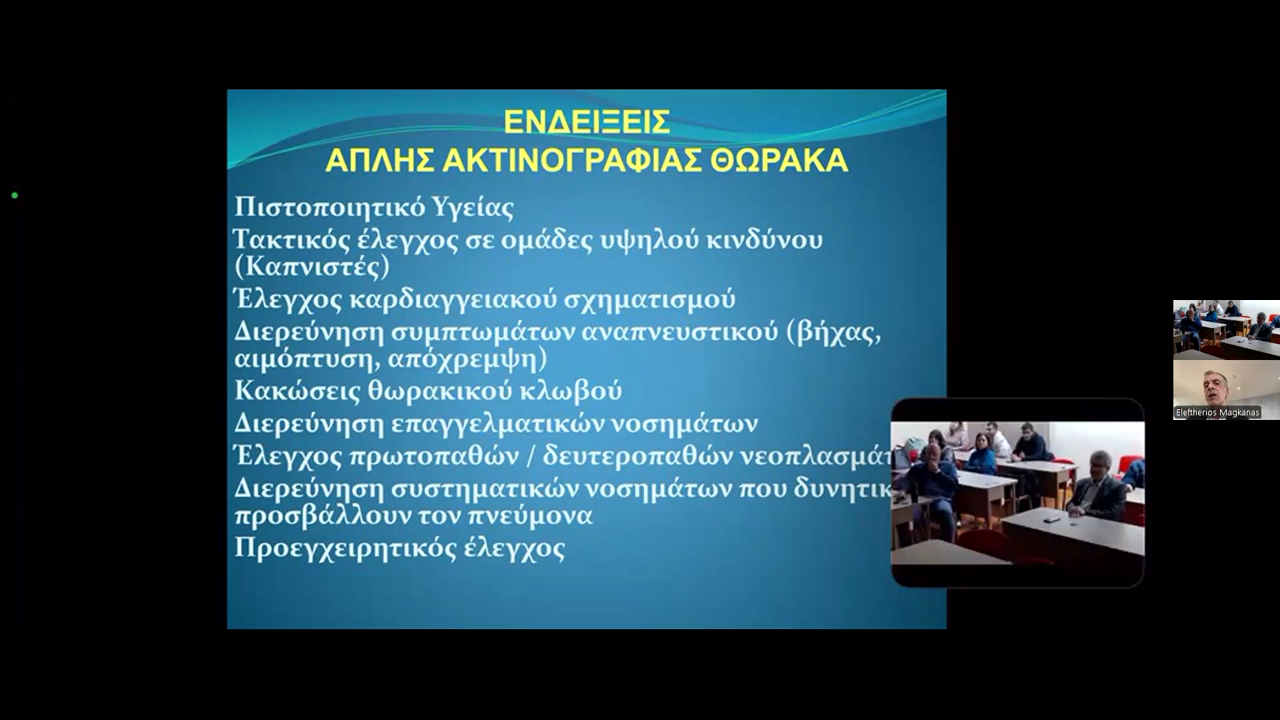 ΕΝΔΕΙΞΕΙΣ
ΑΠΛΗΣ ΑΚΤΙΝΟΓΡΑΦΙΑΣ ΘΩΡΑΚΑ
Πιστοποιητικό Υγείας
Τακτικός έλεγχος σε ομάδες υψηλού κινδύνου
(Καπνιστές)
Έλεγχος καρδιαγγειακού σχηματισμού
Διερεύνηση συμπτωμάτων αναπνευστικού (βήχας,
αιμόπτυση, απόχρεμψη)
Κακώσεις θωρακικού κλωβού
Διερεύνηση επαγγελματικών νοσημάτων
Έλεγχος πρωτοπαθών / δευτεροπαθών
Διερεύνηση συστηματικών νοσημάτων που
προσβάλλουν τον πνεύμονα
Προεγχειρητικός έλεγχος
Eleftherios Magkanas